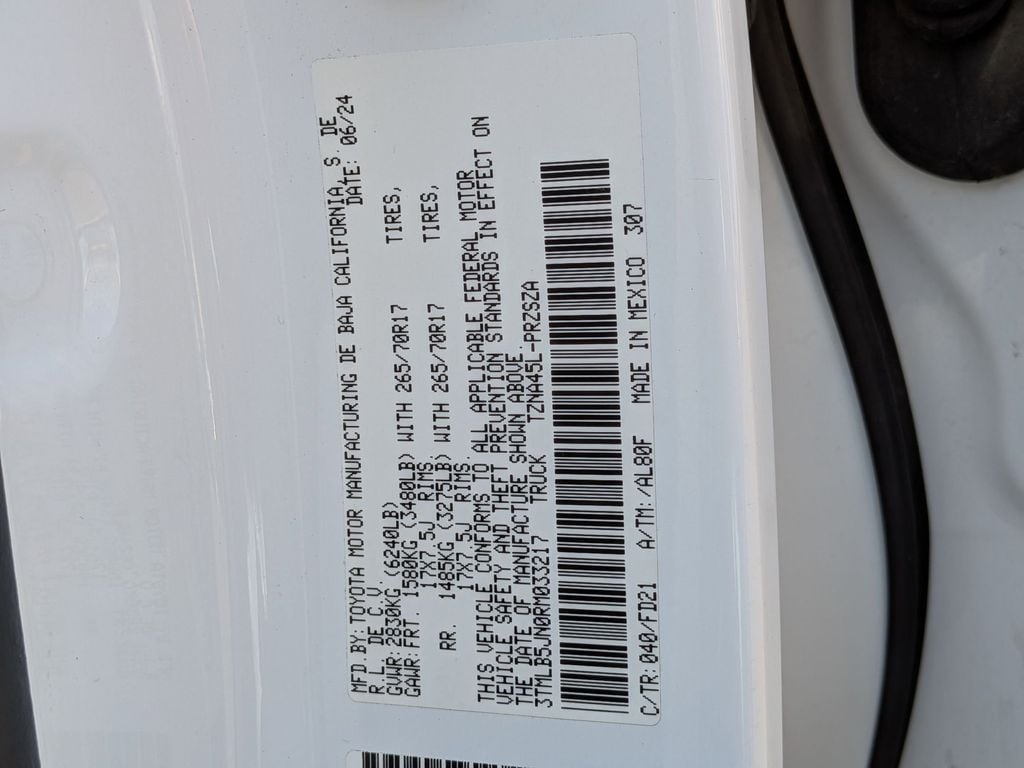 MFD.BY:TOYOTA MOTOR MANUFACTURING DE BAJA CALIFORNIA, S. DE
R.L. DE C.V. DATE: 06/24
GVWR: 2830KG (6240LB)
GAWR:FRT. 1580KG (3480LB) WITH 265/70R17 TIRES,
17X7.5J RIMS,
RR. 1485KG (3275LB) WITH 265/70R17 TIRES,
17X7.5J RIMS
THIS VEHICLE CONFORMS TO ALL APPLICABLE FEDERAL MOTOR
VEHICLE SAFETY AND THEFT PREVENTION STANDARDS IN EFFECT ON
THE DATE OF MANUFACTURE SHOWN ABOVE.
3TMLB5JN0RM033217 TRUCK TZNA45L-PRZSZA
C/TR:040/FD21 A/TM:/AL80F MADE IN MEXICO 307